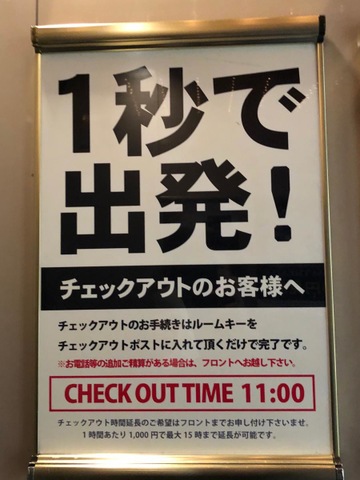 1秒で
出発!
チェックアウトのお客様へ
チェックアウトのお手続きはルームキーを
チェックアウトポストに入れて頂くだけで完了です。
※お電話等の追加ご精算がある場合は、フロントへお越し下さい。
CHECK OUT TIME 11:00
チェックアウト時間延長のご希望はフロントまでお申し付け下さいませ。
1時間あたり1,000円で最大15時まで延長が可能です。